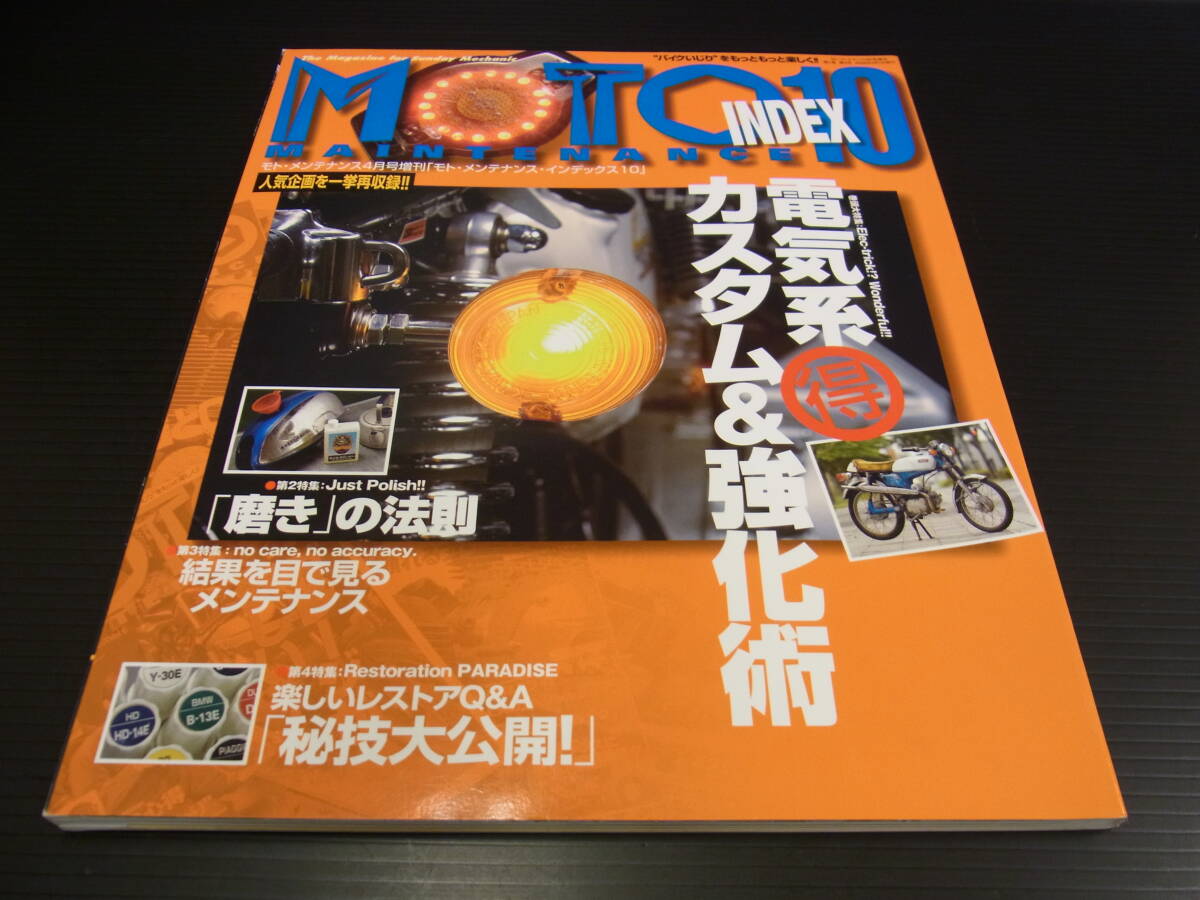 The Magazine for Sunday Mechanic
"バイクいじり"をもっともっと楽しく!!
MOTO
INDEX
10
MAINTENANCE
モト・メンテナンス4月号増刊「モト・メンテナンス・インデックス10」
人気企画を一挙再収録!!
巻頭大特集:Elec-trick!? Wonderful!!
電気系
得
カスタム&強化術
●第2特集:Just Polish!!
「磨き」の法則
●第3特集:no care, no accuracy.
結果を目で見る
メンテナンス
●第4特集:Restoration PARADISE
楽しいレストアQ&A
「秘技大公開!」
Y-30E
BMW
B-13E
HD
HD-14E